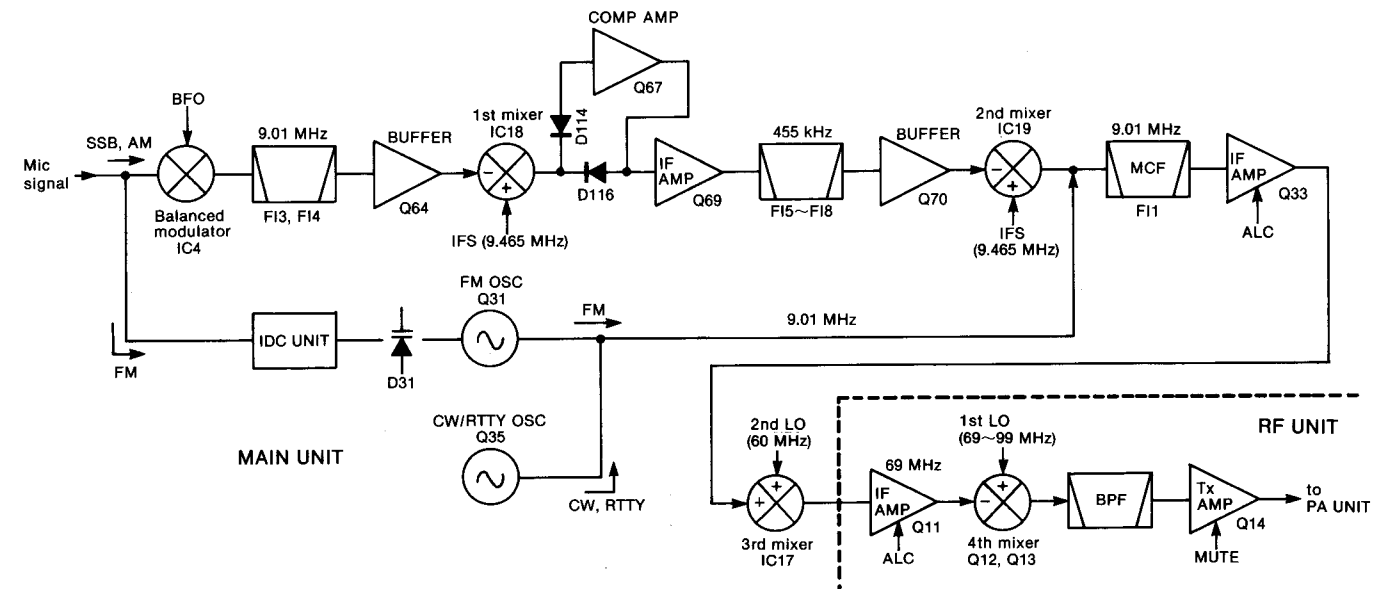 COMP AMP
Q67
BFO
SSB, AM
Mic
signal
Balanced
modulator
IC4
9.01 MHz
FI3, FI4
BUFFER
Q64
1st mixer
IC18
-
+
IFS (9.465 MHz)
D114
D116
IF
AMP
Q69
455 kHz
FI5~FI8
BUFFER
Q70
2nd mixer
IC19
-
+
IFS
(9.465 MHz)
9.01 MHz
MCF
FI1
IF
AMP
Q33
ALC
FM
IDC UNIT
D31
FM OSC
Q31
FM
9.01 MHz
CW/RTTY OSC
Q35
CW, RTTY
MAIN UNIT
2nd LO
(60 MHz)
+
+
3rd mixer
IC17
69 MHz
IF
AMP
Q11
ALC
1st LO
(69~99 MHz)
+
-
4th mixer
Q12, Q13
BPF
Tx
AMP
Q14
MUTE
to
PA UNIT
RF UNIT